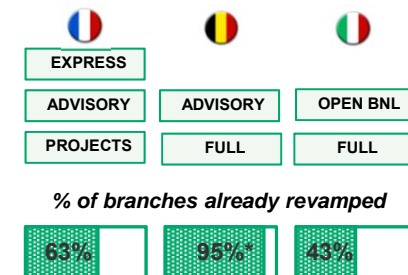 EXPRESS
ADVISORY ADVISORY OPEN BNL
PROJECTS FULL FULL
% of branches already revamped
63% 95%* 43%